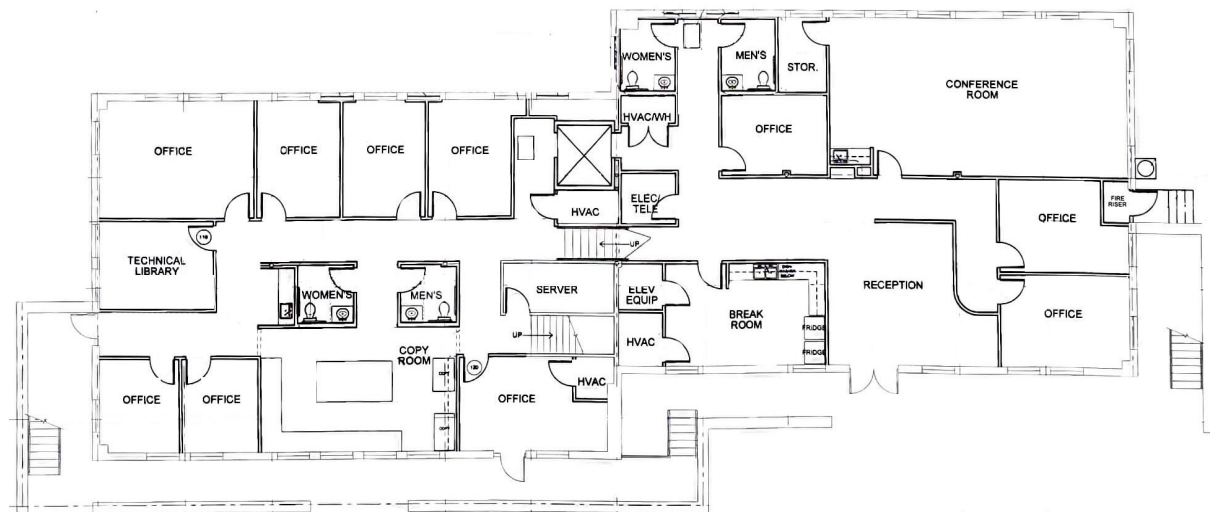 WOMEN'S
MEN'S
STOR.
CONFERENCE
ROOM
HVAC/WH
OFFICE
OFFICE
OFFICE
OFFICE
OFFICE
ELEC/
TELE
HVAC
FIRE
RISER
OFFICE
TECHNICAL
LIBRARY
UP
WOMEN'S
MEN'S
SERVER
ELEV
EQUIP
RECEPTION
OFFICE
BREAK
ROOM
UP
FRIDGE
FRIDGE
COPY
ROOM
HVAC
HVAC
OFFICE
OFFICE
OFFICE
COPY
COPY